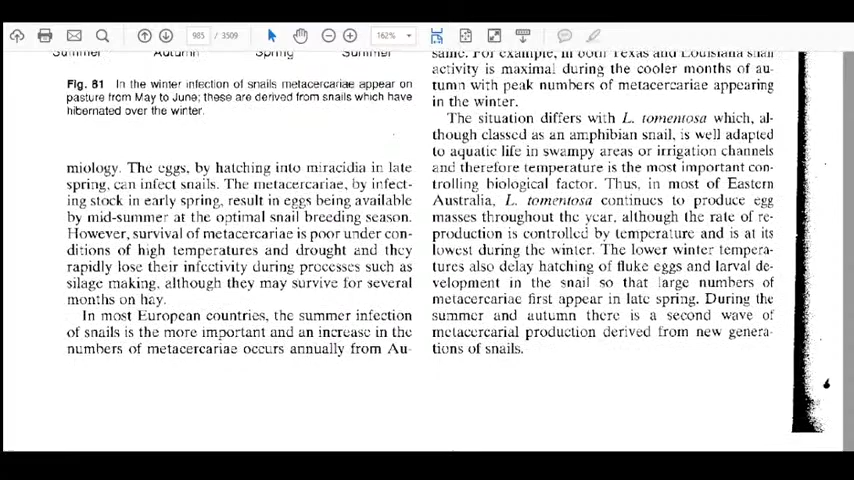 985 / 3509
162%
Summer Autumn Spring Summer
Fig. 81 In the winter infection of snails metacercariae appear on
pasture from May to June; these are derived from snails which have
hibernated over the winter.
miology. The eggs, by hatching into miracidia in late
spring, can infect snails. The metacercariae, by infect-
ing stock in early spring, result in eggs being available
by mid-summer at the optimal snail breeding season.
However, survival of metacercariae is poor under con-
ditions of high temperatures and drought and they
rapidly lose their infectivity during processes such as
silage making, although they may survive for several
months on hay.
In most European countries, the summer infection
of snails is the more important and an increase in the
numbers of metacercariae occurs annually from Au-
same. For example, in both Texas and Louisiana snail
activity is maximal during the cooler months of au-
tumn with peak numbers of metacercariae appearing
in the winter.
The situation differs with L. tomentosa which, al-
though classed as an amphibian snail, is well adapted
to aquatic life in swampy areas or irrigation channels
and therefore temperature is the most important con-
trolling biological factor. Thus, in most of Eastern
Australia, L. tomentosa continues to produce egg
masses throughout the year, although the rate of re-
production is controlled by temperature and is at its
lowest during the winter. The lower winter tempera-
tures also delay hatching of fluke eggs and larval de-
velopment in the snail so that large numbers of
metacercariae first appear in late spring. During the
summer and autumn there is a second wave of
metacercarial production derived from new genera-
tions of snails.